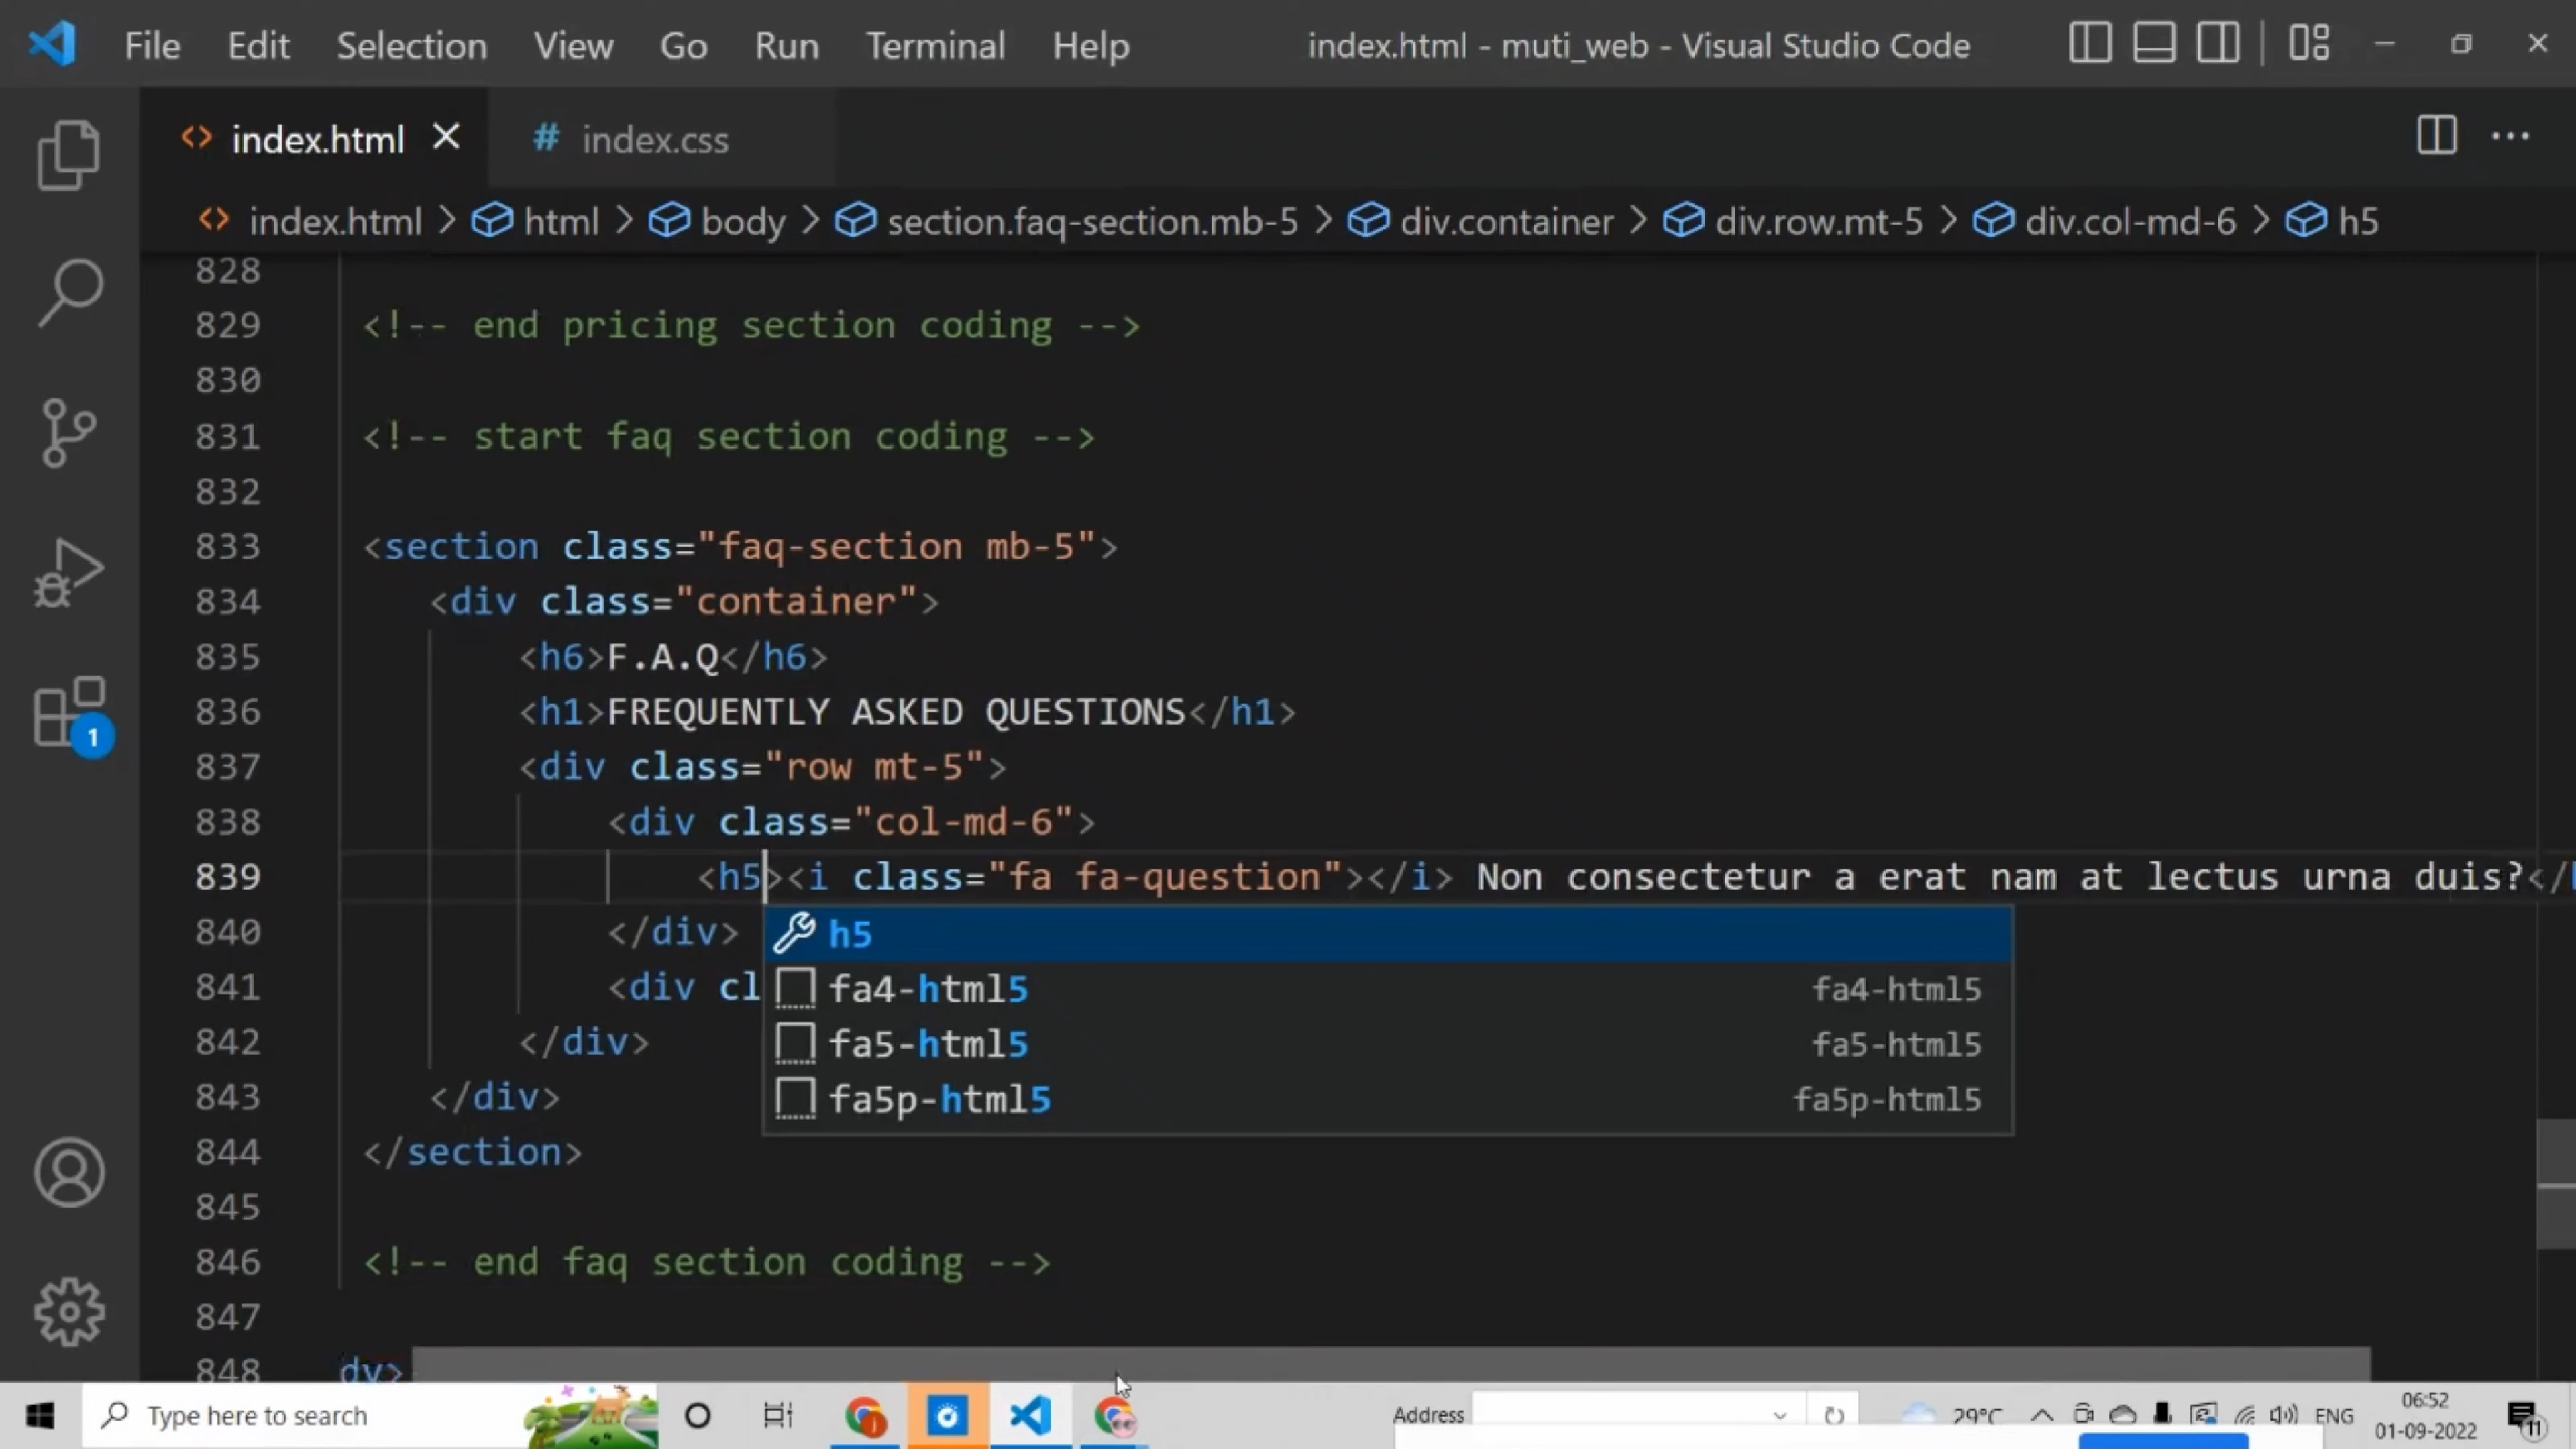 File Edit Selection View Go Run Terminal Help index.html - muti_web - Visual Studio Code
<> index.html # index.css
<> index.html > html > body > section.faq-section.mb-5 > div.container > div.row.mt-5 > div.col-md-6 > h5
828
829 <!-- end pricing section coding -->
830
831 <!-- start faq section coding -->
832
833 <section class="faq-section mb-5">
834 <div class="container">
835 <h6>F.A.Q</h6>
836 <h1>FREQUENTLY ASKED QUESTIONS</h1>
837 <div class="row mt-5">
838 <div class="col-md-6">
839 <h5><i class="fa fa-question"></i> Non consectetur a erat nam at lectus urna duis?</
840 </div> h5
fa4-html5 fa4-html5
841 <div cl
fa5-html5 fa5-html5
842 </div>
fa5p-html5 fa5p-html5
843 </div>
844 </section>
845
846 <!-- end faq section coding -->
847
848 dy>
1
Type here to search Address 29°C ENG 06:52
01-09-2022 11